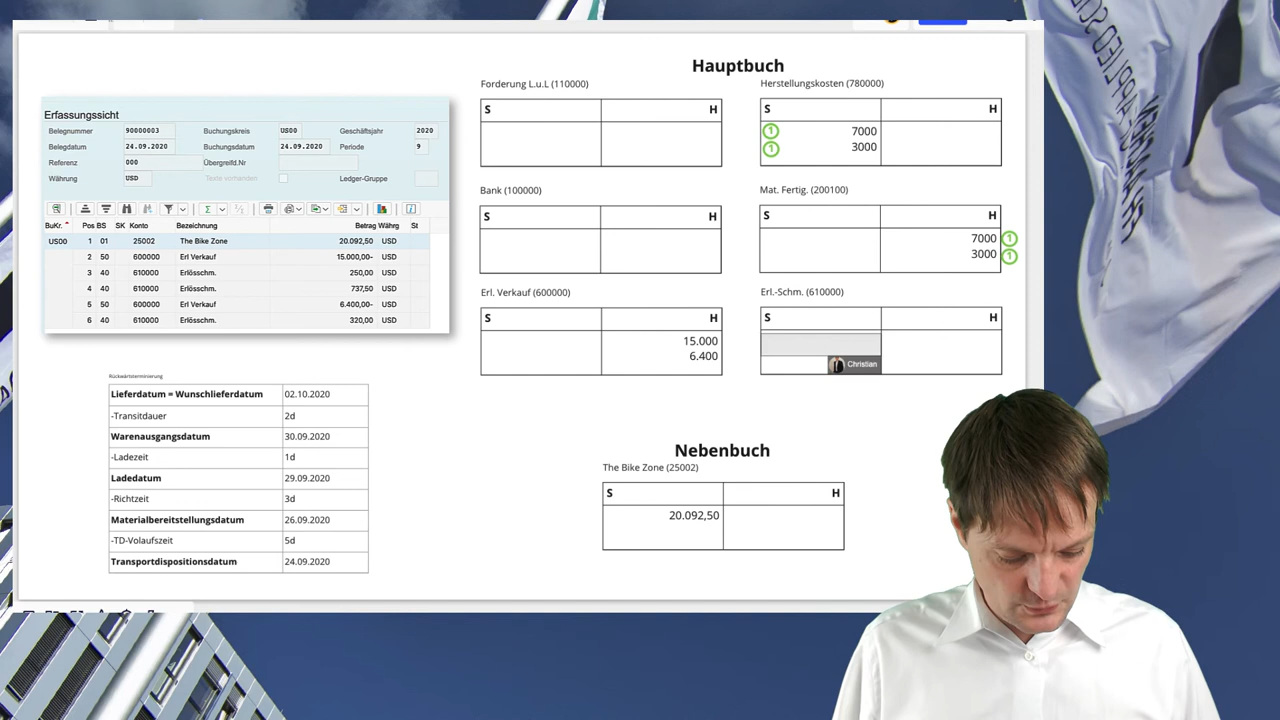 Hauptbuch
Forderung L.u.L (110000)
S H
Herstellungskosten (780000)
S H
1 7000
1 3000
Bank (100000)
S H
Mat. Fertig. (200100)
S H
7000 1
3000 1
Erl. Verkauf (600000)
S H
15.000
6.400
Erl.-Schm. (610000)
S H
Christian
Nebenbuch
The Bike Zone (25002)
S H
20.092,50
Erfassungssicht
Belegnummer 90000003 Buchungskreis US00 Geschäftsjahr 2020
Belegdatum 24.09.2020 Buchungsdatum 24.09.2020 Periode 9
Referenz 000 Übergreifd.Nr
Währung USD Texte vorhanden Ledger-Gruppe
BuKr. Pos BS SK Konto Bezeichnung Betrag Währg St
US00 1 01 25002 The Bike Zone 20.092,50 USD
2 50 600000 Erl Verkauf 15.000,00- USD
3 40 610000 Erlösschm. 250,00 USD
4 40 610000 Erlösschm. 737,50 USD
5 50 600000 Erl Verkauf 6.400,00- USD
6 40 610000 Erlösschm. 320,00 USD
Rückwärtsterminierung
Lieferdatum = Wunschlieferdatum 02.10.2020
-Transitdauer 2d
Warenausgangsdatum 30.09.2020
-Ladezeit 1d
Ladedatum 29.09.2020
-Richtzeit 3d
Materialbereitstellungsdatum 26.09.2020
-TD-Volaufszeit 5d
Transportdispositionsdatum 24.09.2020